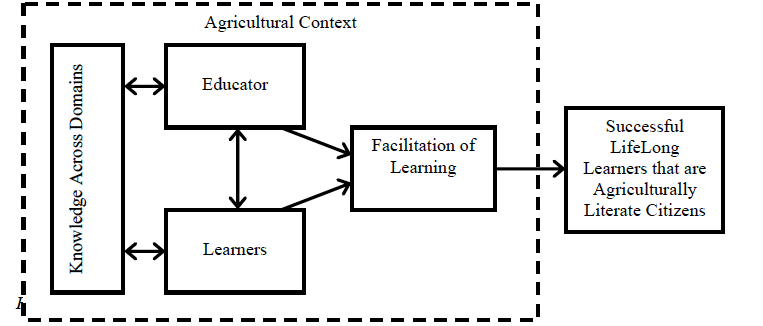 Agricultural Context
Knowledge Across Domains
Educator
Facilitation of
Learning
Learners
Successful
LifeLong
Learners that are
Agriculturally
Literate Citizens